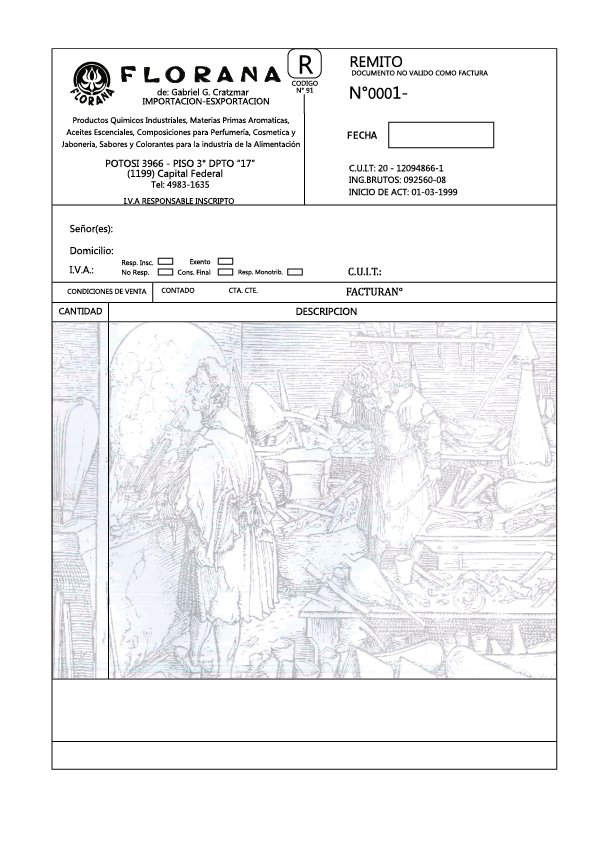 FLORANA
FLORANA
de: Gabriel G. Cratzmar
IMPORTACION-ESXPORTACION
Productos Quimicos Industriales, Materias Primas Aromaticas,
Aceites Escenciales, Composiciones para Perfumería, Cosmetica y
Jaboneria, Sabores y Colorantes para la industria de la Alimentación
POTOSI 3966 - PISO 3° DPTO "17"
(1199) Capital Federal
Tel: 4983-1635
I.V.A RESPONSABLE INSCRIPTO
R
CODIGO
N° 91
REMITO
DOCUMENTO NO VALIDO COMO FACTURA
N°0001-
FECHA
C.U.I.T: 20 - 12094866-1
ING.BRUTOS: 092560-08
INICIO DE ACT: 01-03-1999
Señor(es):
Domicilio:
I.V.A.: Resp. Insc. Exento
No Resp. Cons. Final Resp. Monotrib. C.U.I.T.:
CONDICIONES DE VENTA CONTADO CTA. CTE. FACTURAN°
CANTIDAD DESCRIPCION